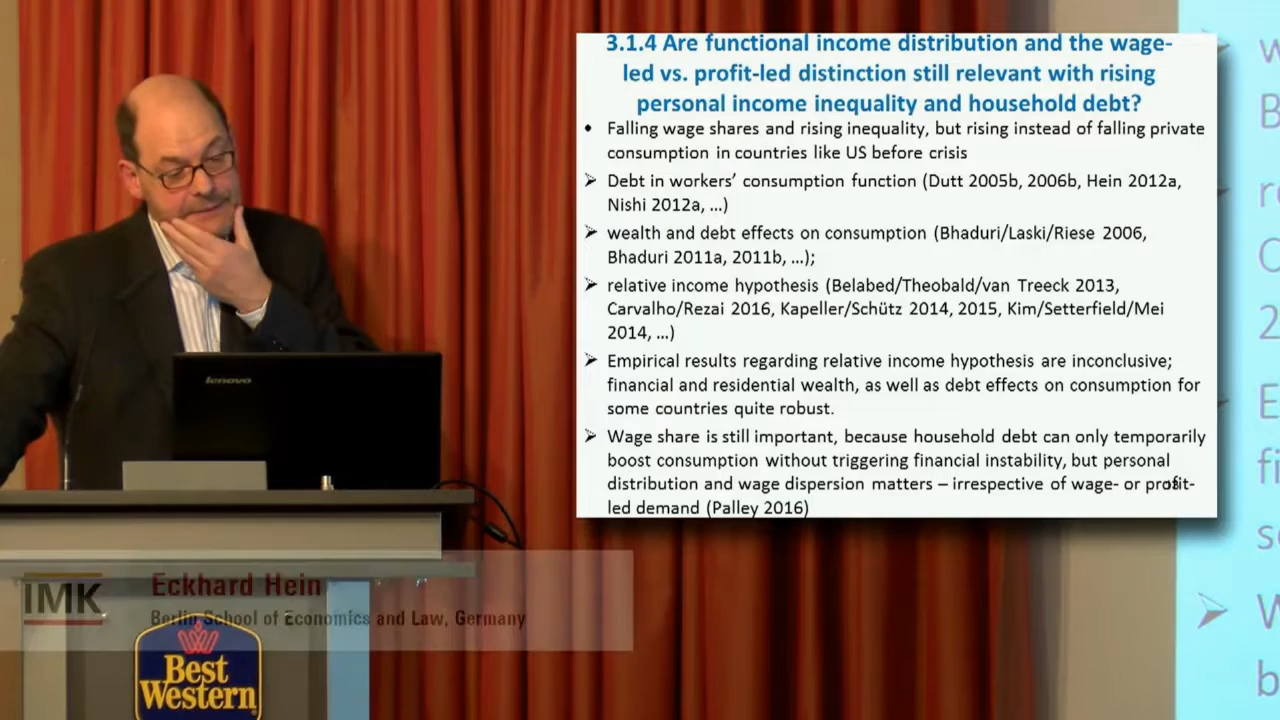 3.1.4 Are functional income distribution and the wage-
led vs. profit-led distinction still relevant with rising
personal income inequality and household debt?
• Falling wage shares and rising inequality, but rising instead of falling private
consumption in countries like US before crisis
➢ Debt in workers’ consumption function (Dutt 2005b, 2006b, Hein 2012a,
Nishi 2012a, ...)
➢ wealth and debt effects on consumption (Bhaduri/Laski/Riese 2006,
Bhaduri 2011a, 2011b, ...);
➢ relative income hypothesis (Belabed/Theobald/van Treeck 2013,
Carvalho/Rezai 2016, Kapeller/Schütz 2014, 2015, Kim/Setterfield/Mei
2014, ...)
➢ Empirical results regarding relative income hypothesis are inconclusive;
financial and residential wealth, as well as debt effects on consumption for
some countries quite robust.
➢ Wage share is still important, because household debt can only temporarily
boost consumption without triggering financial instability, but personal
distribution and wage dispersion matters – irrespective of wage- or profit-
led demand (Palley 2016)
lenovo
IMK
Eckhard Hein
Berlin School of Economics and Law, Germany
Best
Western